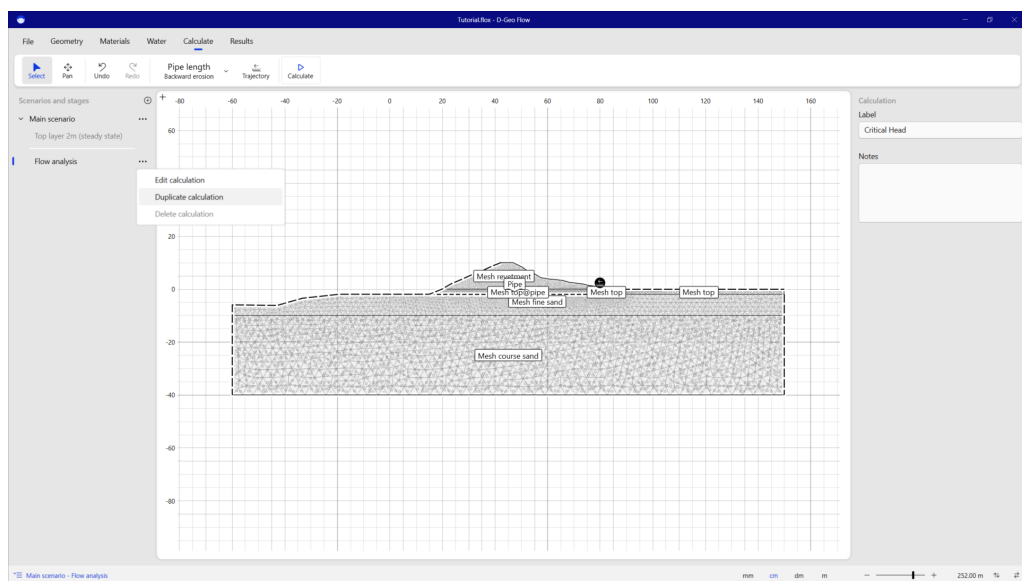 Tutorial.flox - D-Geo Flow
File Geometry Materials Water Calculate Results
Select Pan Undo Redo Pipe length Backward erosion Trajectory Calculate
Scenarios and stages
Main scenario
Top layer 2m (steady state)
Flow analysis
Edit calculation
Duplicate calculation
Delete calculation
-80 -60 -40 -20 0 20 40 60 80 100 120 140 160
60
20
0
-20
-40
-60
-80
Mesh revetment
Pipe
Mesh top@pipe
Mesh top
Mesh top
Mesh fine sand
Mesh course sand
Calculation
Label
Critical Head
Notes
Main scenario - Flow analysis
mm cm dm m
252.00 m